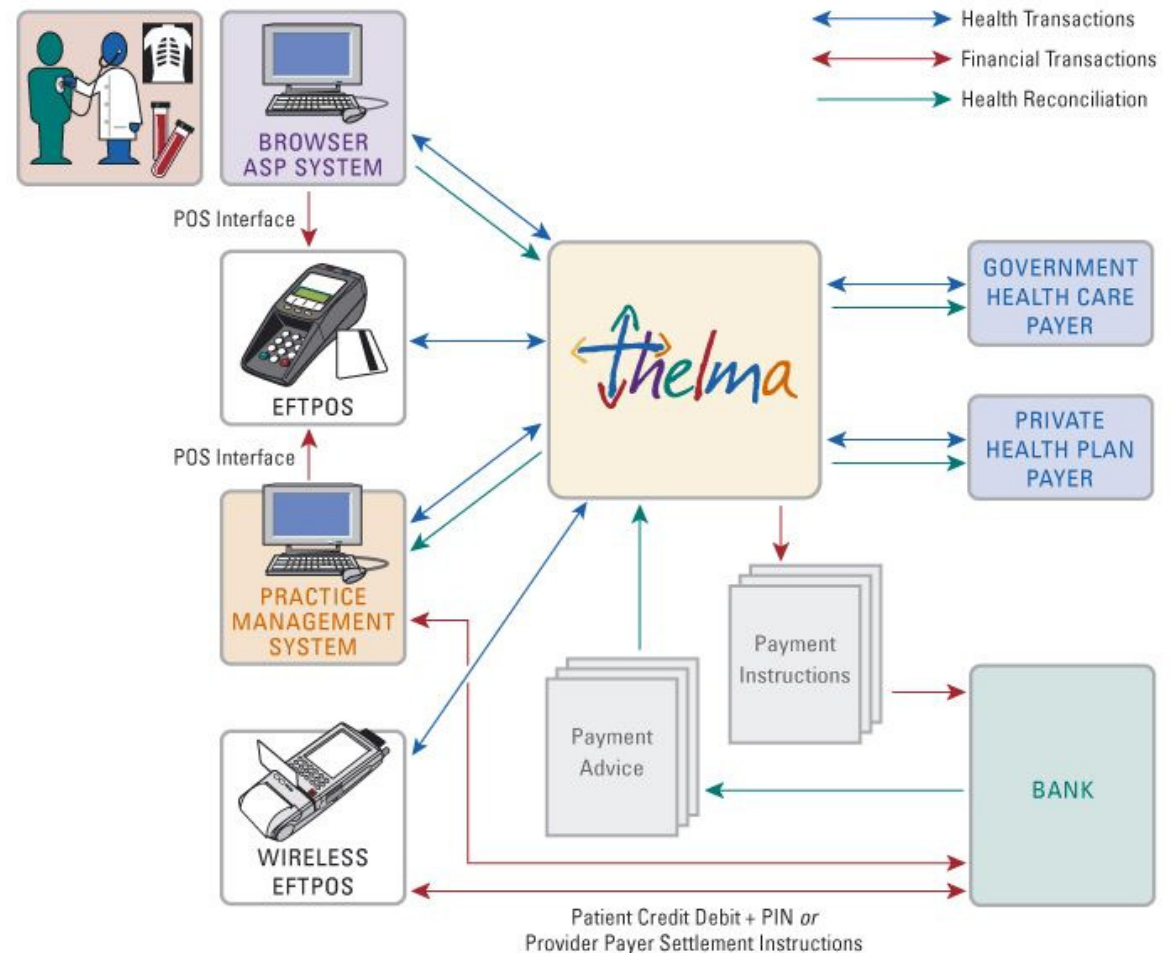 Health Transactions
Financial Transactions
Health Reconciliation
BROWSER
ASP SYSTEM
POS Interface
EFTPOS
POS Interface
PRACTICE
MANAGEMENT
SYSTEM
WIRELESS
EFTPOS
thelma
GOVERNMENT
HEALTH CARE
PAYER
PRIVATE
HEALTH PLAN
PAYER
Payment
Instructions
Payment
Advice
BANK
Patient Credit Debit + PIN or
Provider Payer Settlement Instructions